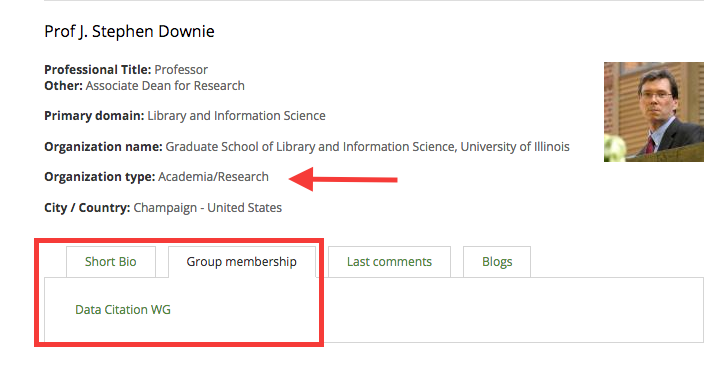 Prof J. Stephen Downie
Professional Title: Professor
Other: Associate Dean for Research
Primary domain: Library and Information Science
Organization name: Graduate School of Library and Information Science, University of Illinois
Organization type: Academia/Research
City / Country: Champaign - United States
Short Bio Group membership Last comments Blogs
Data Citation WG